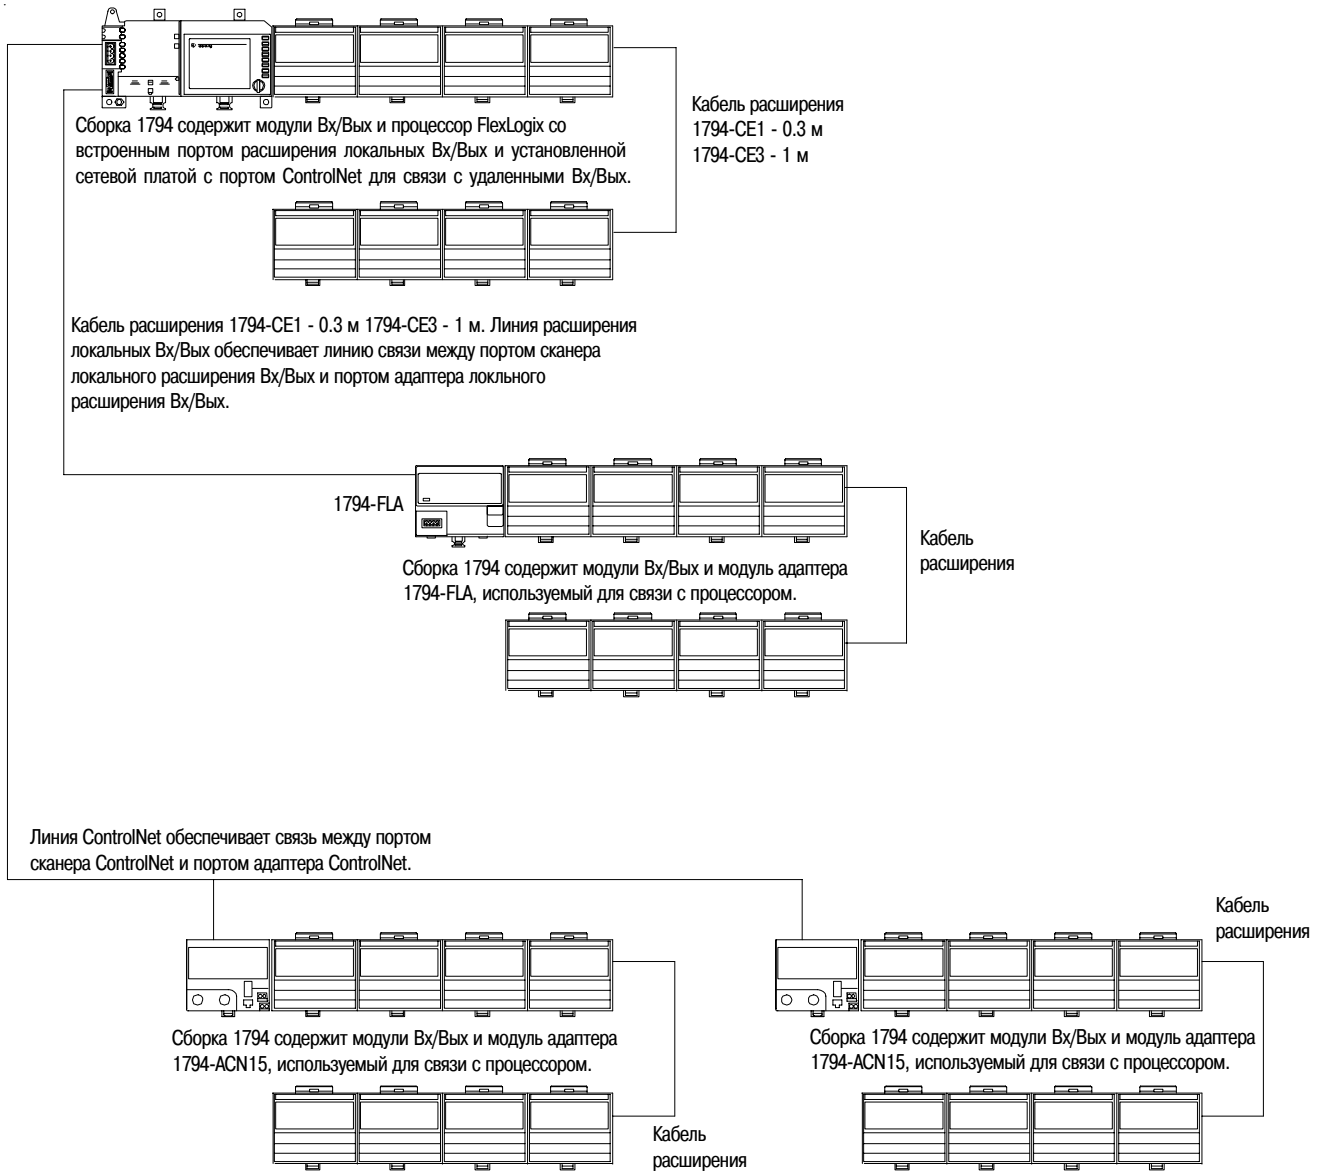 Сборка 1794 содержит модули Вх/Вых и процессор FlexLogix со
встроенным портом расширения локальных Вх/Вых и установленной
сетевой платой с портом ControlNet для связи с удаленными Вх/Вых.
Кабель расширения
1794-CE1 - 0.3 м
1794-CE3 - 1 м
Кабель расширения 1794-CE1 - 0.3 м 1794-CE3 - 1 м. Линия расширения
локальных Вх/Вых обеспечивает линию связи между портом сканера
локального расширения Вх/Вых и портом адаптера локльного
расширения Вх/Вых.
1794-FLA
Кабель
расширения
Сборка 1794 содержит модули Вх/Вых и модуль адаптера
1794-FLA, используемый для связи с процессором.
Линия ControlNet обеспечивает связь между портом
сканера ControlNet и портом адаптера ControlNet.
Кабель
расширения
Сборка 1794 содержит модули Вх/Вых и модуль адаптера
1794-ACN15, используемый для связи с процессором.
Сборка 1794 содержит модули Вх/Вых и модуль адаптера
1794-ACN15, используемый для связи с процессором.
Кабель
расширения